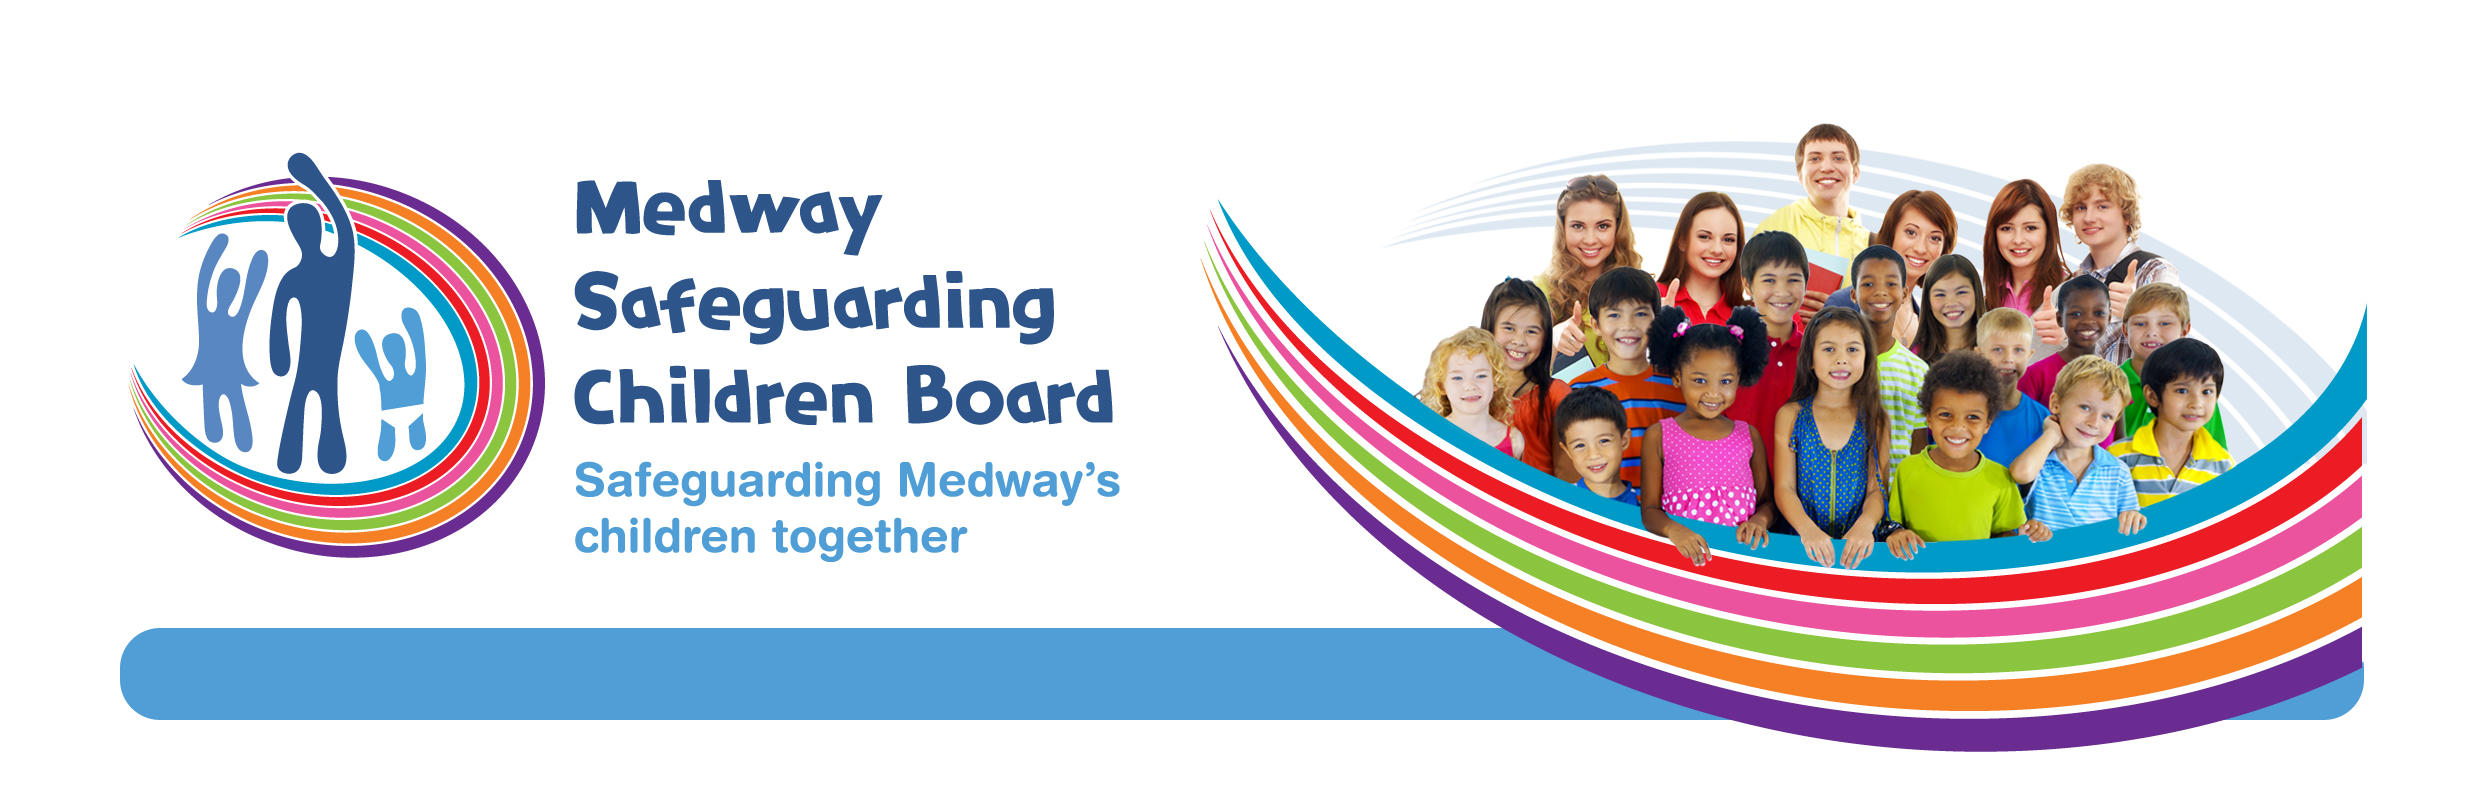 Medway
Safeguarding
Children Board
Safeguarding Medway’s
children together